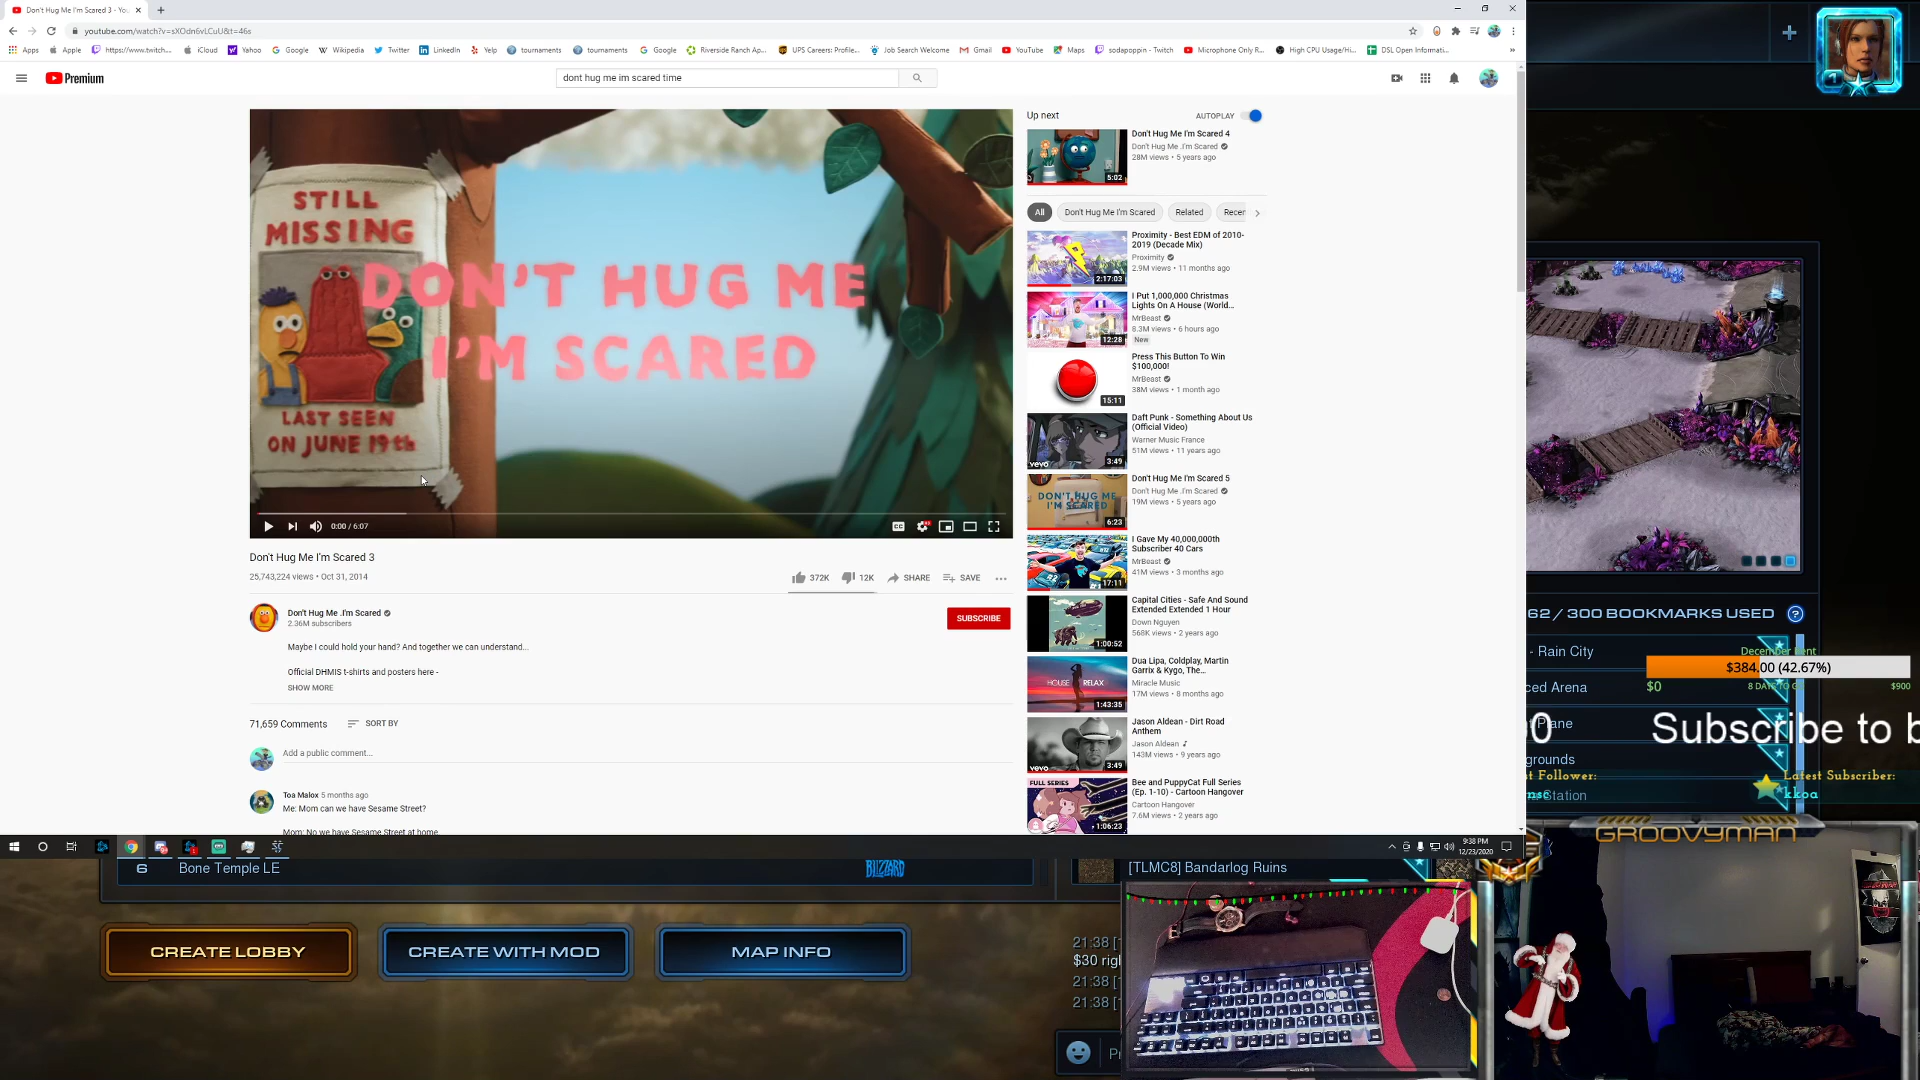 Don't Hug Me I'm Scared 3 - Yo
youtube.com/watch?v=sXOdn6vLCuU&t=46s
Apps
Apple
https://www.twitch...
iCloud
Yahoo
Google
Wikipedia
Twitter
LinkedIn
Yelp
tournaments
tournaments
Google
Riverside Ranch Ap...
UPS Careers: Profile...
Job Search Welcome
Gmail
YouTube
Maps
sodapoppin - Twitch
Microphone Only R...
High CPU Usage/Hi...
DSL Open Informati...
Premium
dont hug me im scared time
STILL
MISSING
DON'T HUG ME
I'M SCARED
LAST SEEN
ON JUNE 19th
0:00 / 6:07
CC
Don't Hug Me I'm Scared 3
25,743,224 views • Oct 31, 2014
372K
12K
SHARE
SAVE
Don't Hug Me .I'm Scared
2.36M subscribers
SUBSCRIBE
Maybe I could hold your hand? And together we can understand...
Official DHMIS t-shirts and posters here -
SHOW MORE
71,659 Comments
SORT BY
Add a public comment...
Toa Malox 5 months ago
Me: Mom can we have Sesame Street?
Mom: No we have Sesame Street at home.
Up next
AUTOPLAY
Don't Hug Me I'm Scared 4
Don't Hug Me .I'm Scared
28M views • 5 years ago
5:02
All
Don't Hug Me I'm Scared
Related
Recen
Proximity - Best EDM of 2010-
2019 (Decade Mix)
Proximity
2.9M views • 11 months ago
2:17:03
I Put 1,000,000 Christmas
Lights On A House (World...
MrBeast
8.3M views • 6 hours ago
New
12:28
Press This Button To Win
$100,000!
MrBeast
38M views • 1 month ago
15:11
Daft Punk - Something About Us
(Official Video)
Warner Music France
51M views • 11 years ago
vevo
3:49
Don't Hug Me I'm Scared 5
Don't Hug Me .I'm Scared
19M views • 5 years ago
DON'T HUG ME
I'M SCARED
6:23
I Gave My 40,000,000th
Subscriber 40 Cars
MrBeast
41M views • 3 months ago
17:11
Capital Cities - Safe And Sound
Extended Extended 1 Hour
Down Nguyen
568K views • 2 years ago
1:00:52
Dua Lipa, Coldplay, Martin
Garrix & Kygo, The...
Miracle Music
17M views • 8 months ago
HOUSE RELAX
1:43:35
Jason Aldean - Dirt Road
Anthem
Jason Aldean
143M views • 9 years ago
vevo
3:49
Bee and PuppyCat Full Series
(Ep. 1-10) - Cartoon Hangover
Cartoon Hangover
7.6M views • 2 years ago
FULL SERIES
1:06:23
9:38 PM
12/23/2020
1
62 / 300 BOOKMARKS USED
?
- Rain City
ced Arena
t Plane
grounds
Station
December Rent
$384.00 (42.67%)
$0
8 DAYS TO GO
$900
Subscribe to b
t Follower:
nse
Latest Subscriber:
kkoa
GROOVYMAN
6
Bone Temple LE
BLIZZARD
[TLMC8] Bandarlog Ruins
CREATE LOBBY
CREATE WITH MOD
MAP INFO
21:38 [
$30 righ
21:38 [
21:38 [